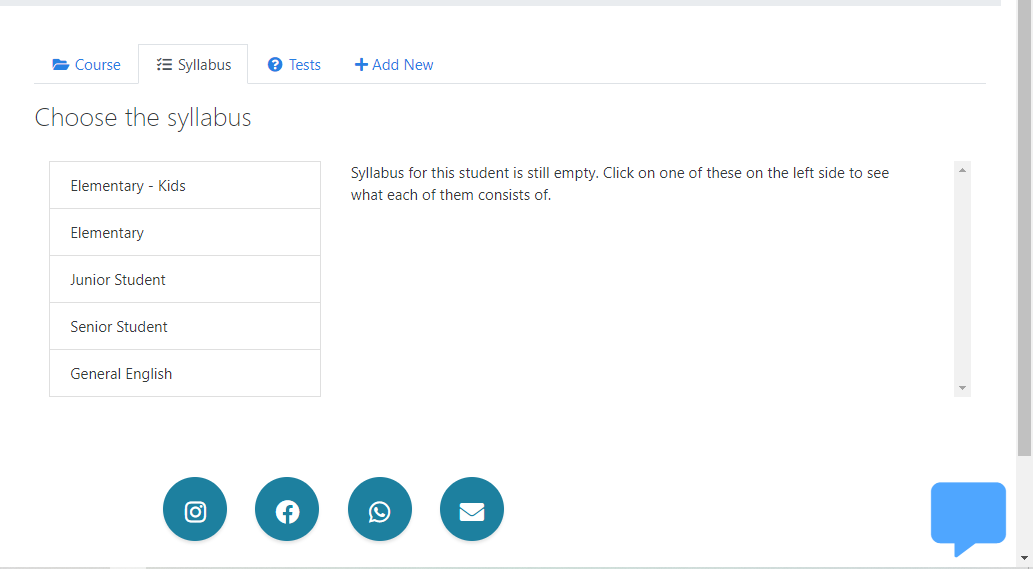 Course
Syllabus
Tests
Add New
Choose the syllabus
Elementary - Kids
Elementary
Junior Student
Senior Student
General English
Syllabus for this student is still empty. Click on one of these on the left side to see
what each of them consists of.